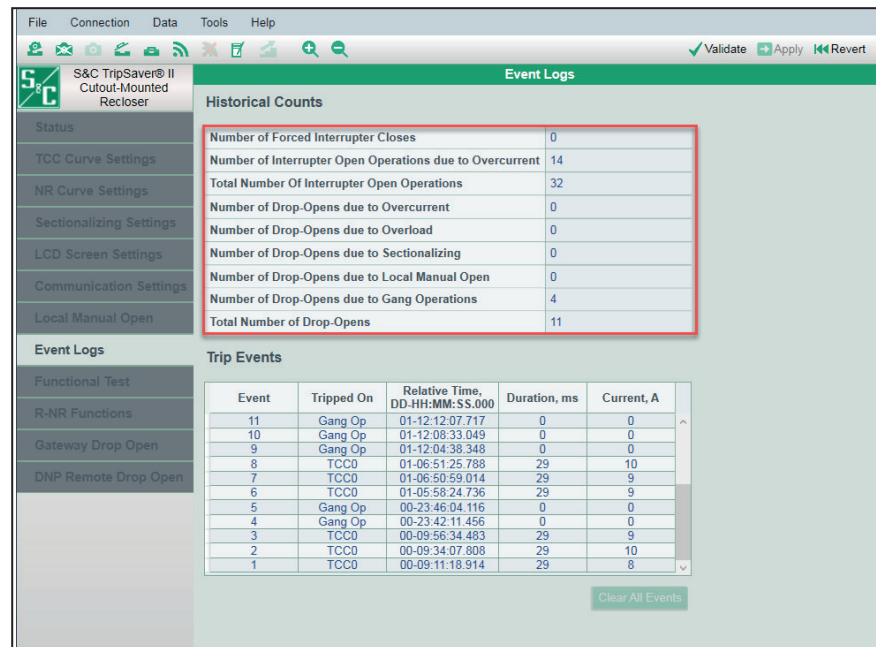 File Connection Data Tools Help
Validate Apply Revert
S&C
S&C TripSaver® II
Cutout-Mounted
Recloser
Event Logs
Status
TCC Curve Settings
NR Curve Settings
Sectionalizing Settings
LCD Screen Settings
Communication Settings
Local Manual Open
Event Logs
Functional Test
R-NR Functions
Gateway Drop Open
DNP Remote Drop Open
Historical Counts
Number of Forced Interrupter Closes 0
Number of Interrupter Open Operations due to Overcurrent 14
Total Number Of Interrupter Open Operations 32
Number of Drop-Opens due to Overcurrent 0
Number of Drop-Opens due to Overload 0
Number of Drop-Opens due to Sectionalizing 0
Number of Drop-Opens due to Local Manual Open 0
Number of Drop-Opens due to Gang Operations 4
Total Number of Drop-Opens 11
Trip Events
Event Tripped On Relative Time, DD-HH:MM:SS.000 Duration, ms Current, A
11 Gang Op 01-12:12:07.717 0 0
10 Gang Op 01-12:08:33.049 0 0
9 Gang Op 01-12:04:38.348 0 0
8 TCC0 01-06:51:25.788 29 10
7 TCC0 01-06:50:59.014 29 9
6 TCC0 01-05:58:24.736 29 9
5 Gang Op 00-23:46:04.116 0 0
4 Gang Op 00-23:42:11.456 0 0
3 TCC0 00-09:56:34.483 29 9
2 TCC0 00-09:34:07.808 29 10
1 TCC0 00-09:11:18.914 29 8
Clear All Events